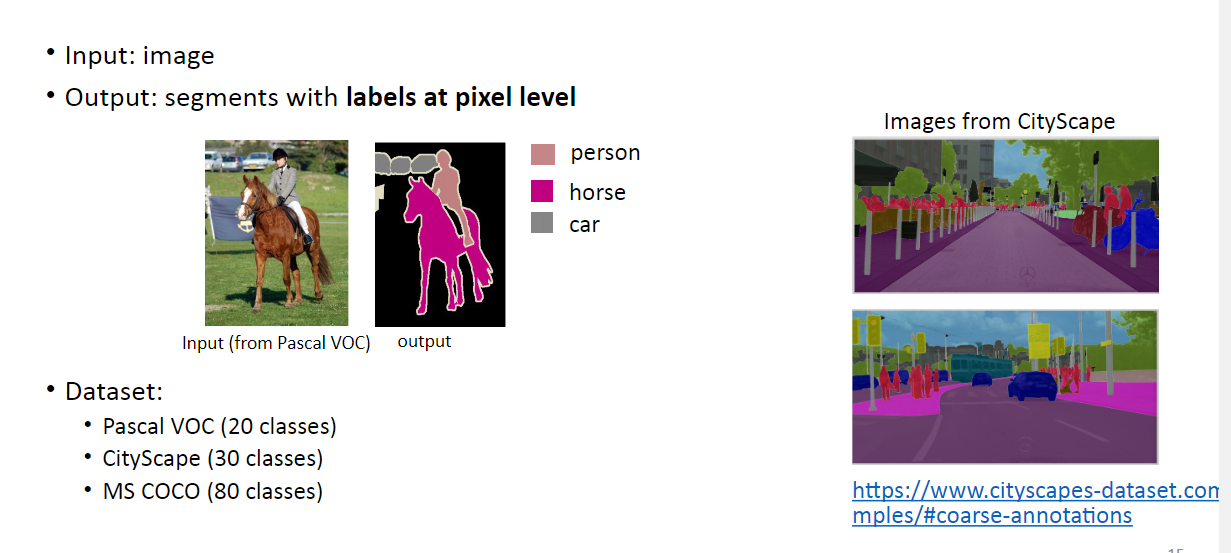 • Input: image
• Output: segments with labels at pixel level
Images from CityScape
person
horse
car
Input (from Pascal VOC)
output
• Dataset:
• Pascal VOC (20 classes)
• CityScape (30 classes)
• MS COCO (80 classes)
https://www.cityscapes-dataset.com
mples/#coarse-annotations